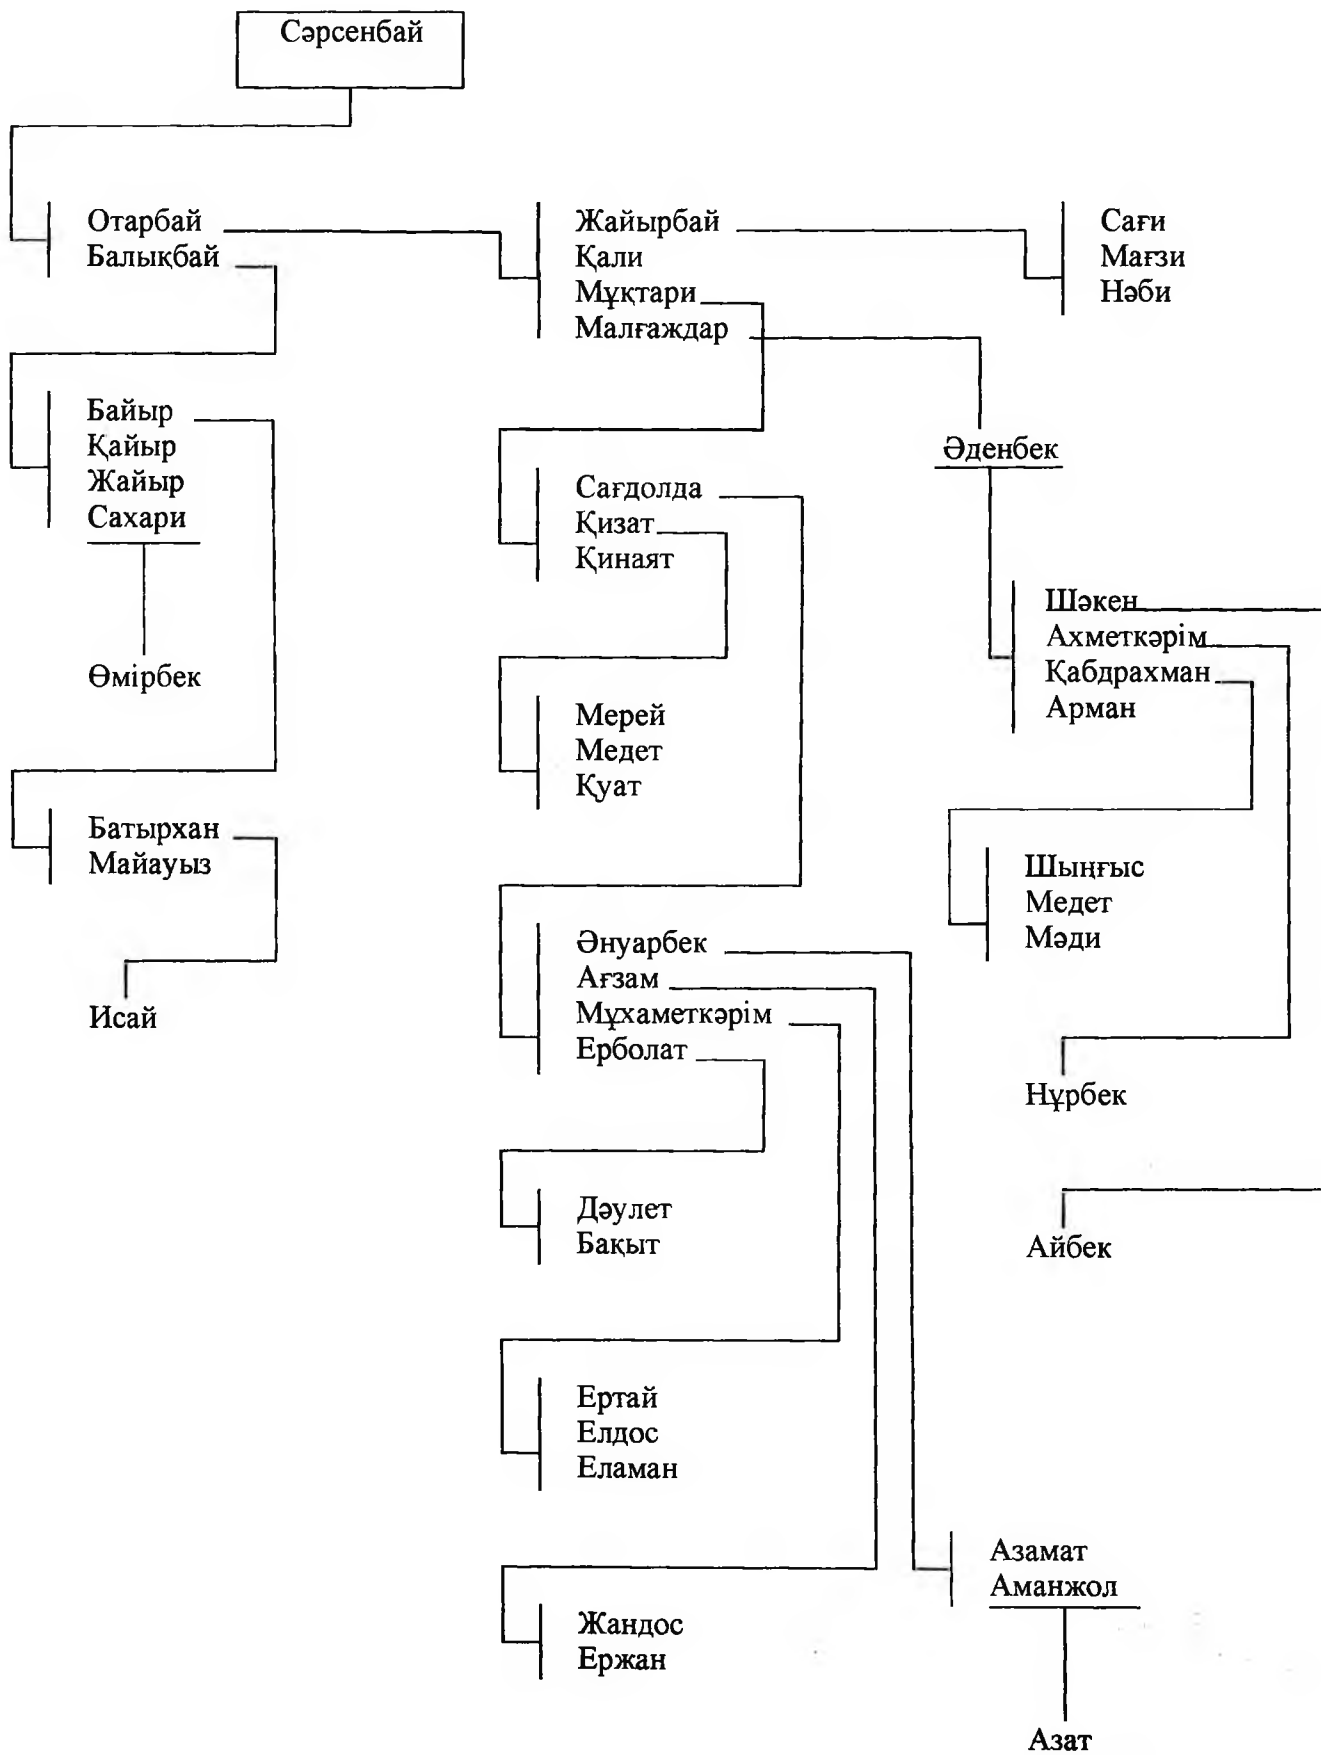 Сәрсенбай
Отарбай
Балықбай
Жайырбай
Қали
Мұқтари
Малғаждар
Сағи
Мағзи
Нәби
Байыр
Қайыр
Жайыр
Сахари
Өмірбек
Батырхан
Майауыз
Исай
Сағдолда
Қизат
Қинаят
Мерей
Медет
Қуат
Әнуарбек
Ағзам
Мұхаметкәрім
Ерболат
Дәулет
Бақыт
Ертай
Елдос
Еламан
Жандос
Ержан
Әденбек
Шәкен
Ахметкәрім
Қабдрахман
Арман
Шыңғыс
Медет
Мәди
Нұрбек
Айбек
Азамат
Аманжол
Азат